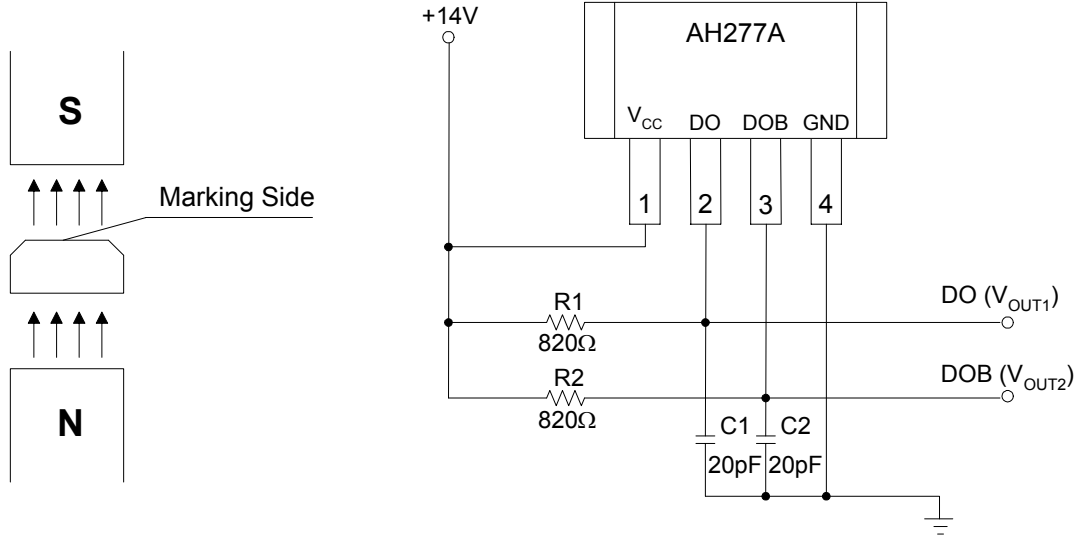 S
Marking Side
N
+14V
AH277A
V_CC DO DOB GND
1 2 3 4
R1
820Ω
DO (V_OUT1)
R2
820Ω
DOB (V_OUT2)
C1 C2
20pF 20pF